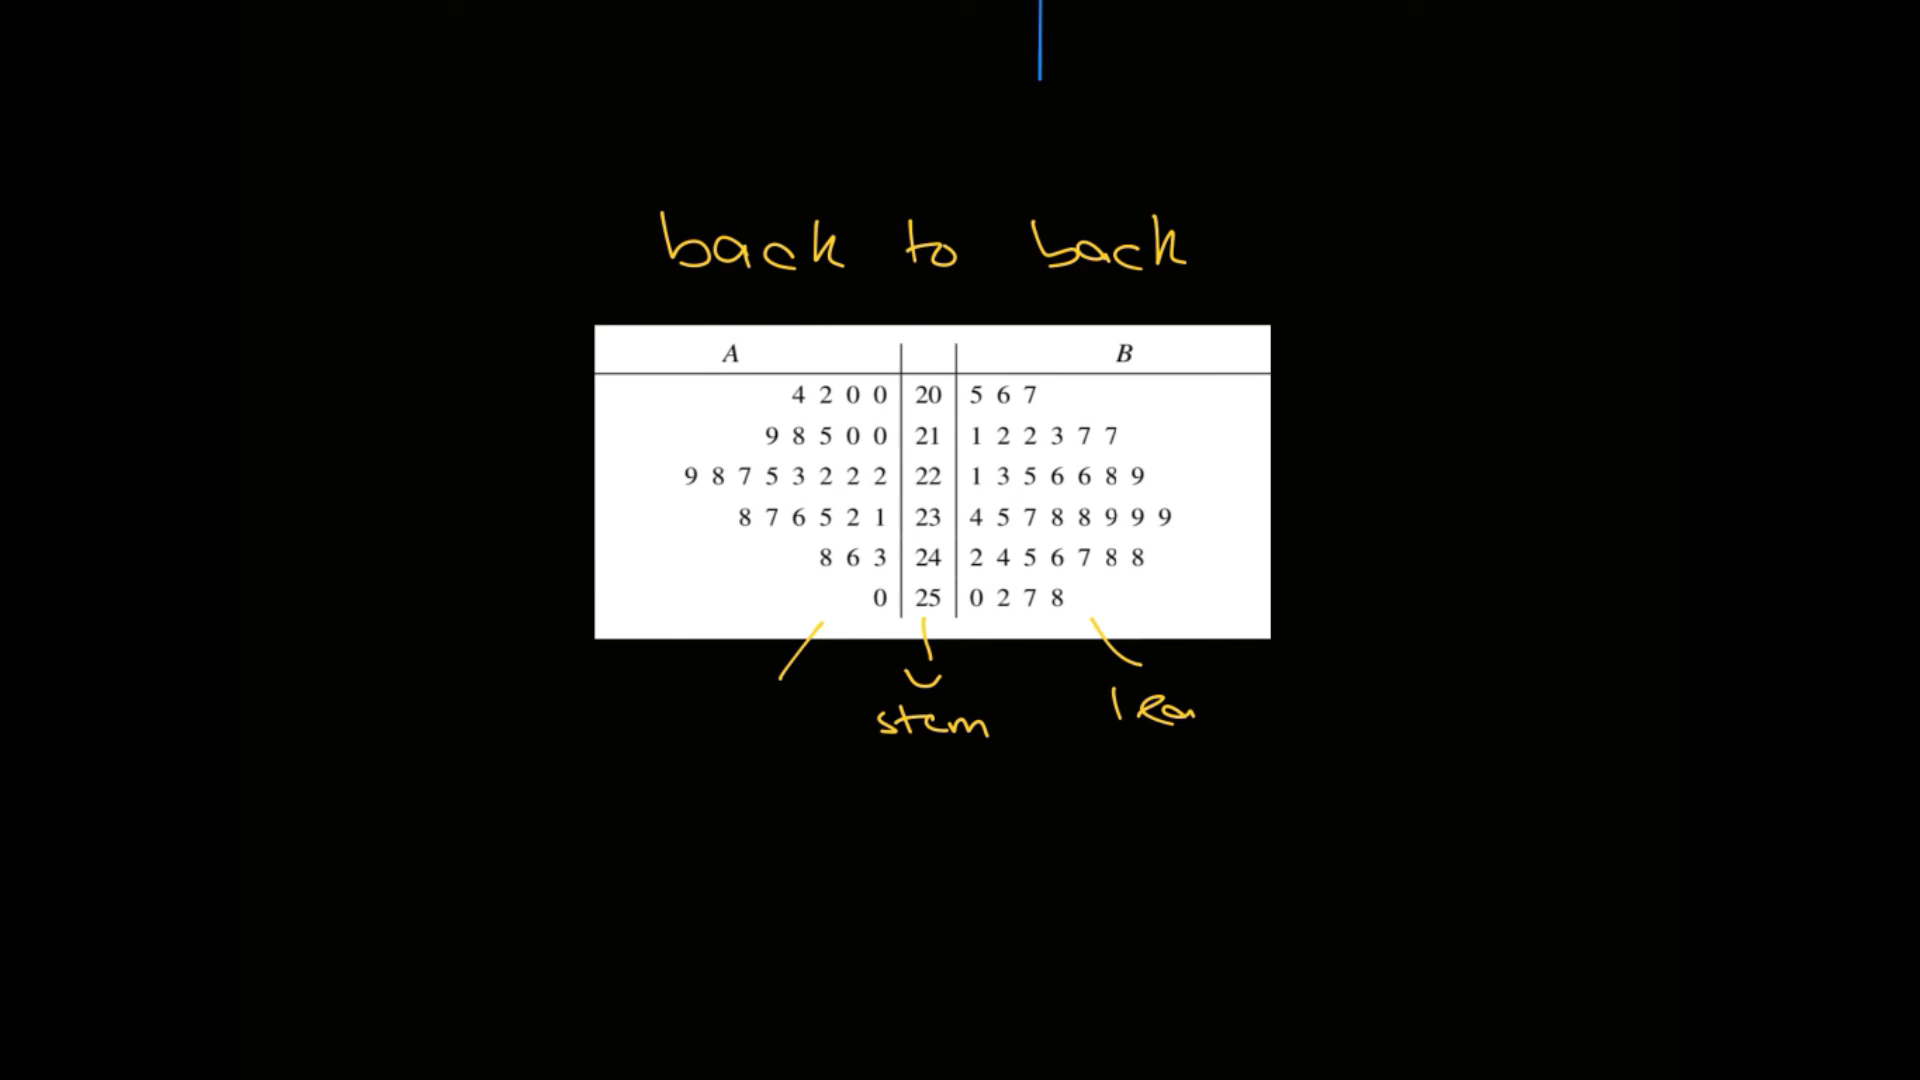 back to back
A B
4 2 0 0 20 5 6 7
9 8 5 0 0 21 1 2 2 3 7 7
9 8 7 5 3 2 2 2 22 1 3 5 6 6 8 9
8 7 6 5 2 1 23 4 5 7 8 8 9 9 9
8 6 3 24 2 4 5 6 7 8 8
0 25 0 2 7 8
stem lea